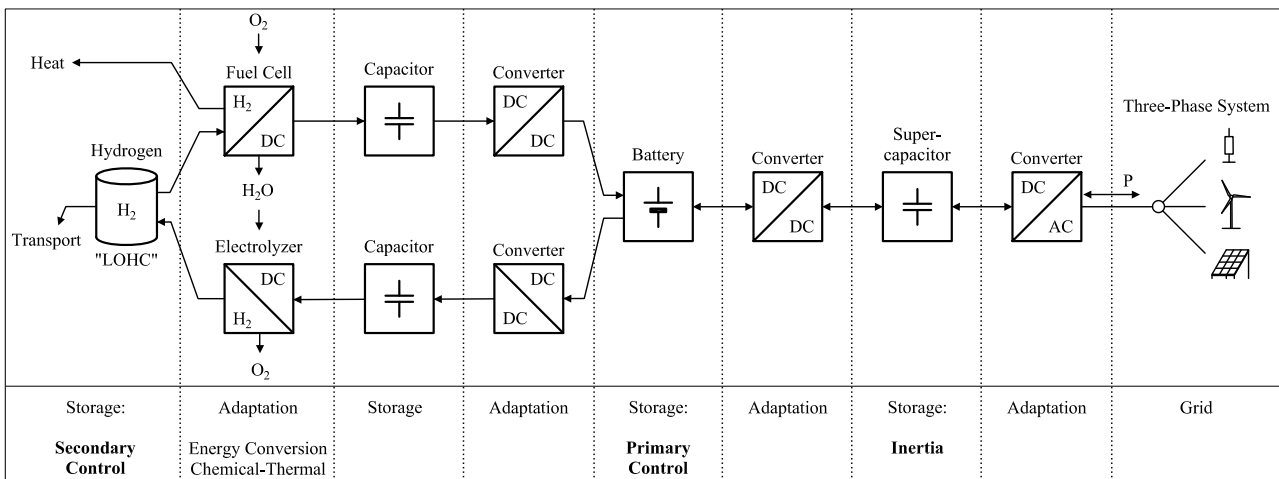 O₂
Heat
Fuel Cell
H₂
DC
Capacitor
Converter
DC
DC
Hydrogen
H₂
"LOHC"
Transport
H₂O
Electrolyzer
DC
H₂
O₂
Capacitor
Converter
DC
DC
Battery
Converter
DC
DC
Super-
capacitor
Converter
DC
AC
P
Three-Phase System
Storage:
Secondary
Control
Adaptation
Energy Conversion
Chemical-Thermal
Storage
Adaptation
Storage:
Primary
Control
Adaptation
Storage:
Inertia
Adaptation
Grid